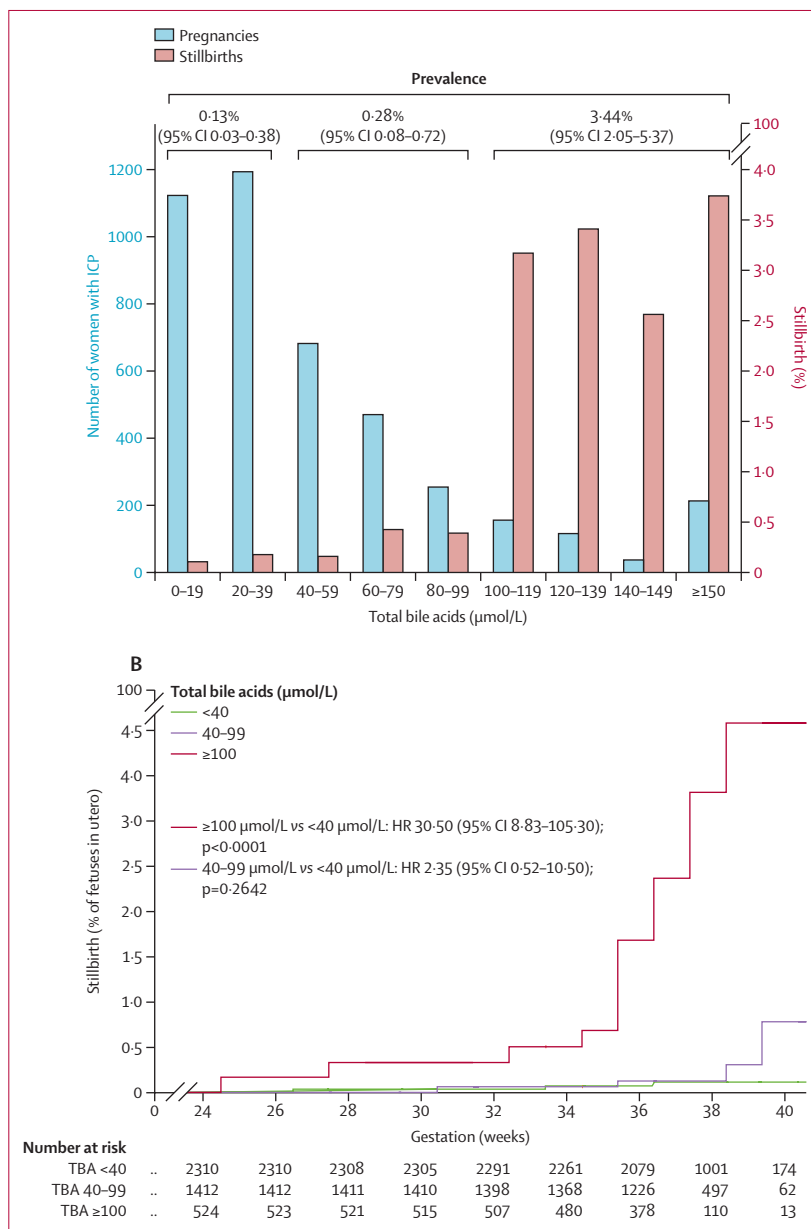 Pregnancies
Stillbirths
Prevalence
0·13%
(95% CI 0·03–0·38)
0·28%
(95% CI 0·08–0·72)
3·44%
(95% CI 2·05–5·37)
Number of women with ICP
1200
1000
800
600
400
200
0
100
4·0
3·5
3·0
2·5
2·0
1·5
1·0
0·5
0
Stillbirth (%)
0–19 20–39 40–59 60–79 80–99 100–119 120–139 140–149 ≥150
Total bile acids (μmol/L)
B
Total bile acids (μmol/L)
<40
40–99
≥100
≥100 μmol/L vs <40 μmol/L: HR 30·50 (95% CI 8·83–105·30);
p<0·0001
40–99 μmol/L vs <40 μmol/L: HR 2·35 (95% CI 0·52–10·50);
p=0·2642
Stillbirth (% of fetuses in utero)
100
4·5
4·0
3·0
2·5
1·5
1·0
0·5
0
0 24 26 28 30 32 34 36 38 40
Gestation (weeks)
Number at risk
TBA <40 .. 2310 2310 2308 2305 2291 2261 2079 1001 174
TBA 40–99 .. 1412 1412 1411 1410 1398 1368 1226 497 62
TBA ≥100 .. 524 523 521 515 507 480 378 110 13